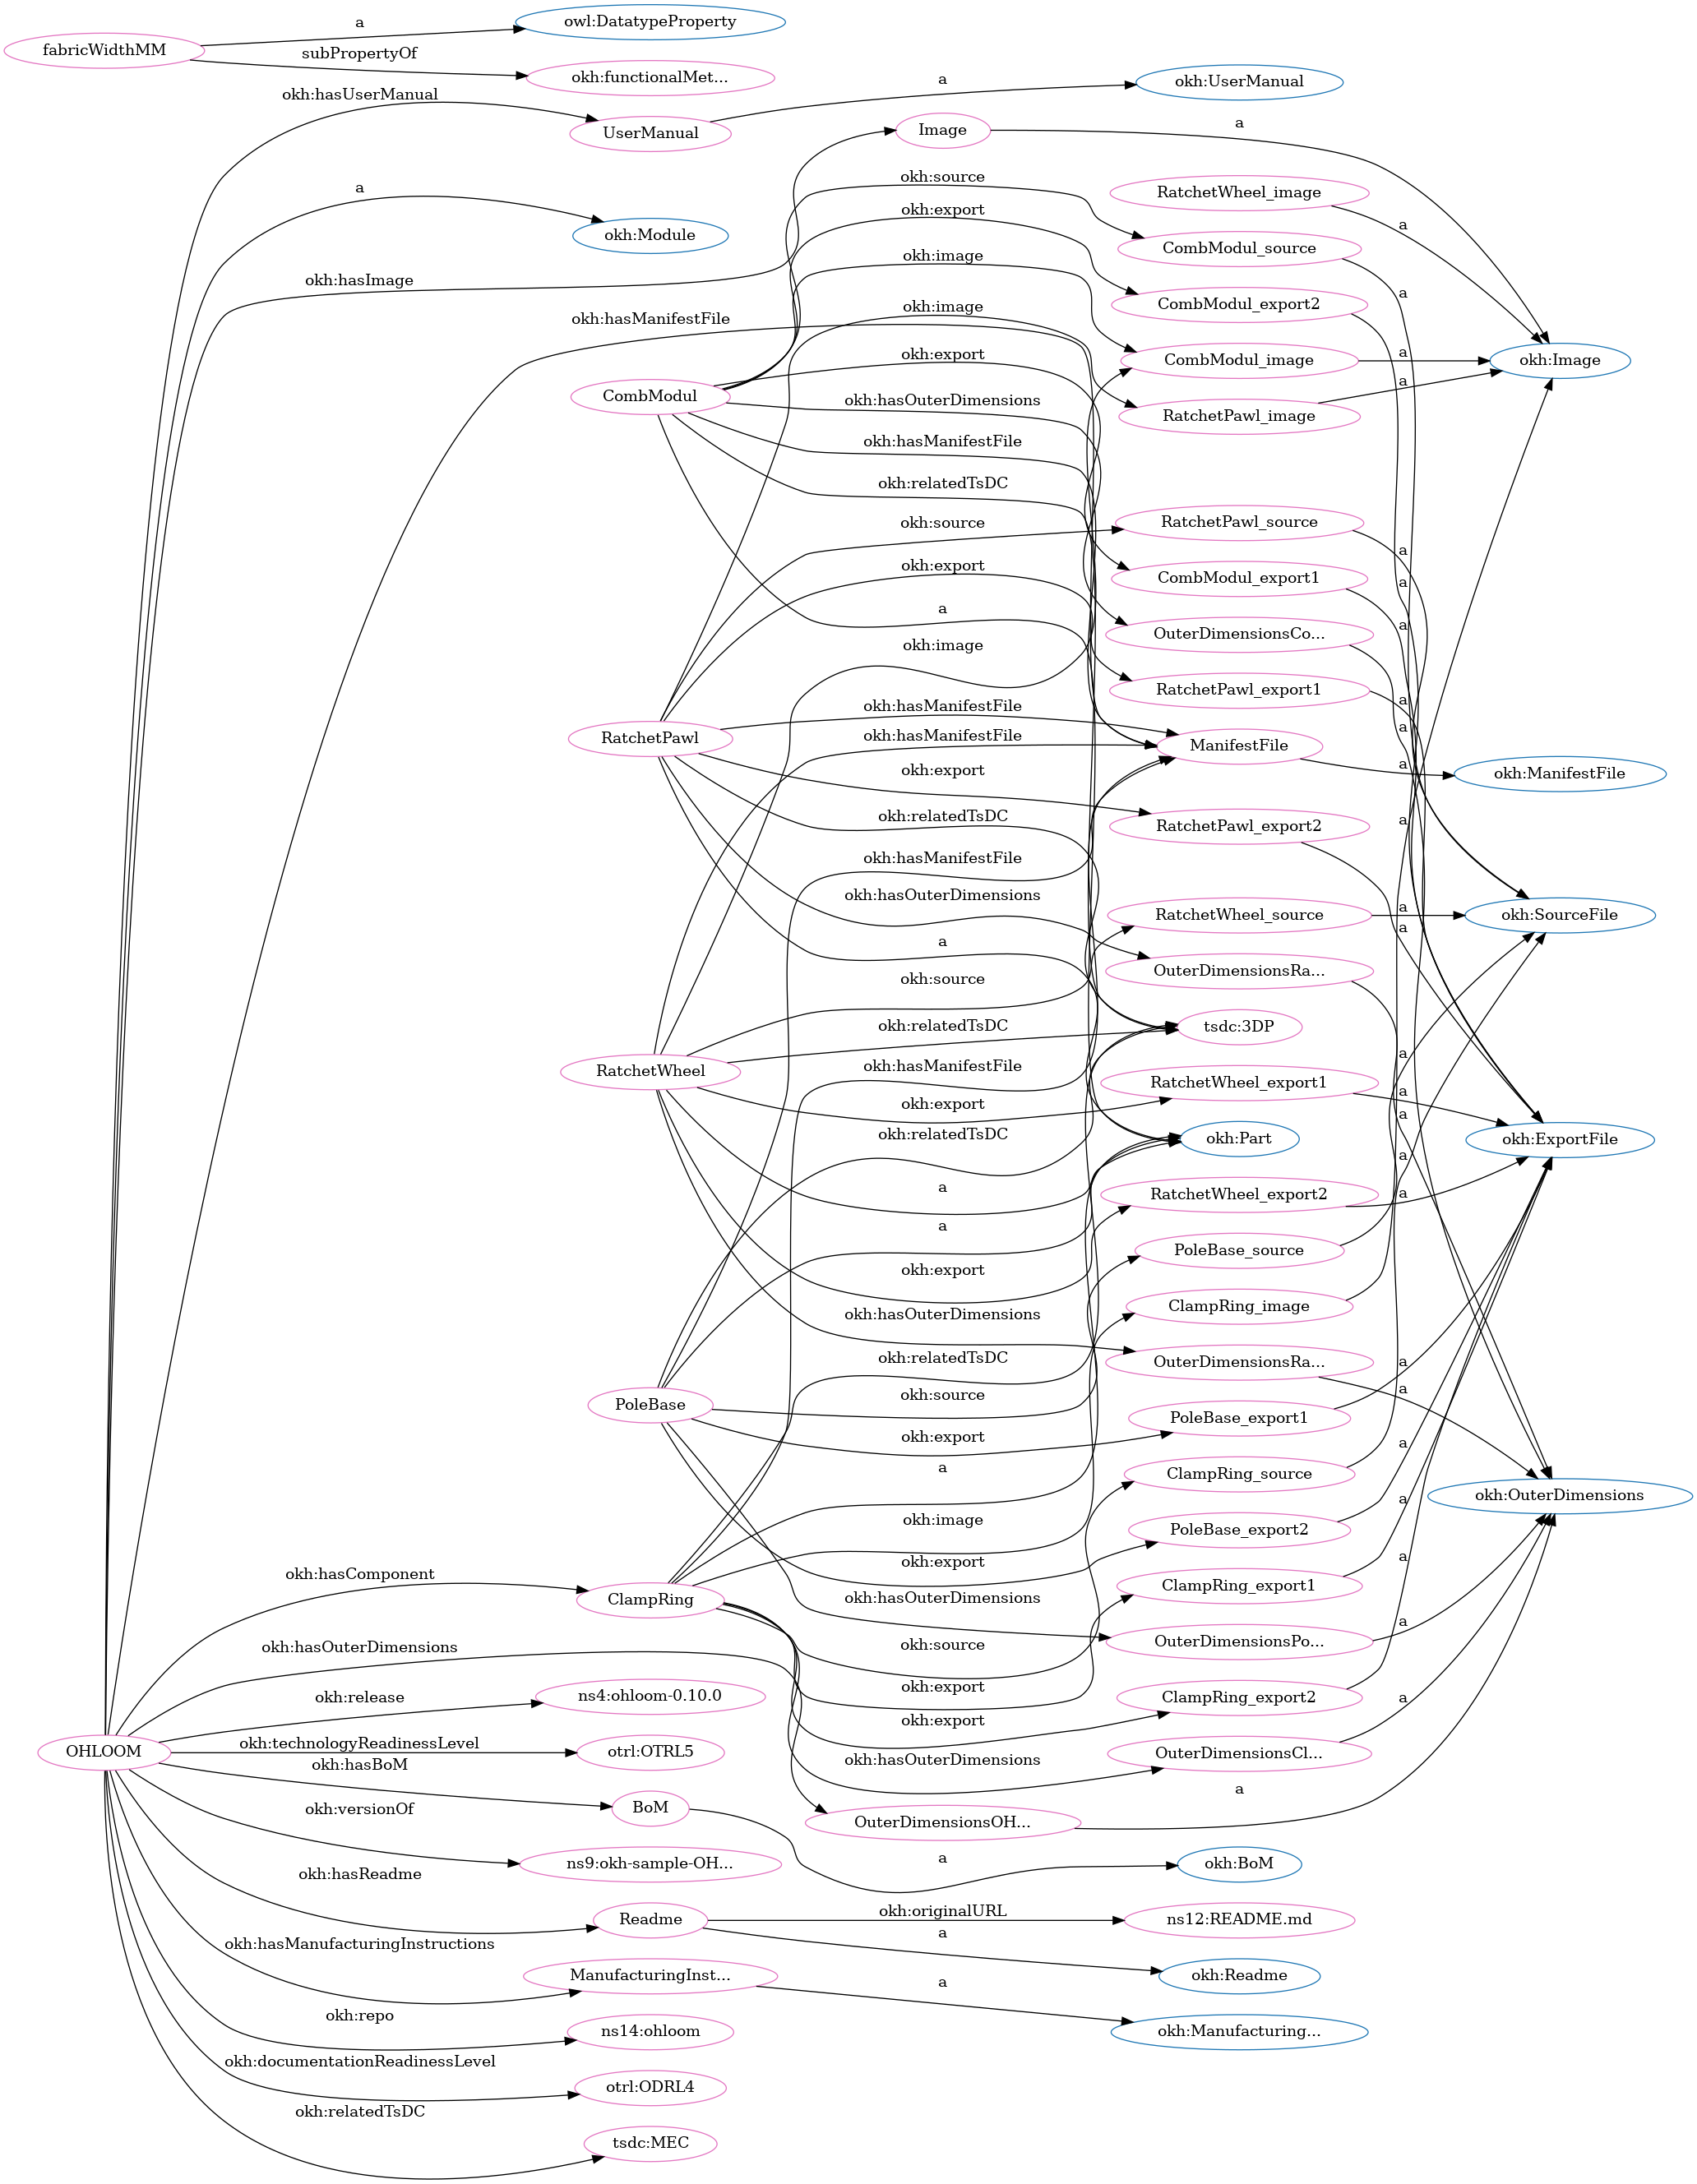 a
owl:DatatypeProperty
fabricWidthMM
subPropertyOf
okh:functionalMet...
a
okh:UserManual
okh:hasUserManual
UserManual
Image
a
okh:source
RatchetWheel_image
a
okh:export
a
okh:Module
CombModul_source
okh:image
okh:hasImage
a
CombModul_export2
okh:image
okh:hasManifestFile
okh:export
CombModul_image
a
okh:Image
a
CombModul
okh:hasOuterDimensions
RatchetPawl_image
a
okh:hasManifestFile
okh:relatedTsDC
okh:source
RatchetPawl_source
a
okh:export
CombModul_export1
a
a
OuterDimensionsCo...
a
okh:image
RatchetPawl_export1
a
okh:hasManifestFile
RatchetPawl
okh:hasManifestFile
ManifestFile
a
a
okh:ManifestFile
okh:export
okh:relatedTsDC
RatchetPawl_export2
a
okh:hasManifestFile
okh:hasOuterDimensions
RatchetWheel_source
a
okh:SourceFile
a
a
okh:source
OuterDimensionsRa...
okh:relatedTsDC
tsdc:3DP
a
okh:hasManifestFile
RatchetWheel
RatchetWheel_export1
a
okh:export
a
okh:relatedTsDC
okh:Part
okh:ExportFile
a
a
RatchetWheel_export2
a
a
PoleBase_source
okh:export
okh:hasOuterDimensions
ClampRing_image
okh:relatedTsDC
OuterDimensionsRa...
a
okh:source
a
PoleBase
PoleBase_export1
okh:export
a
a
ClampRing_source
okh:OuterDimensions
a
okh:image
PoleBase_export2
okh:export
a
okh:hasComponent
ClampRing_export1
ClampRing
okh:hasOuterDimensions
a
okh:hasOuterDimensions
okh:source
OuterDimensionsPo...
okh:export
okh:release
ns4:ohloom-0.10.0
ClampRing_export2
a
okh:export
okh:technologyReadinessLevel
OHLOOM
otrl:OTRL5
okh:hasOuterDimensions
OuterDimensionsCl...
okh:hasBoM
a
BoM
okh:versionOf
OuterDimensionsOH...
a
ns9:okh-sample-OH...
okh:BoM
okh:hasReadme
okh:originalURL
Readme
ns12:README.md
a
okh:hasManufacturingInstructions
ManufacturingInst...
okh:Readme
a
okh:repo
ns14:ohloom
okh:Manufacturing...
okh:documentationReadinessLevel
otrl:ODRL4
okh:relatedTsDC
tsdc:MEC